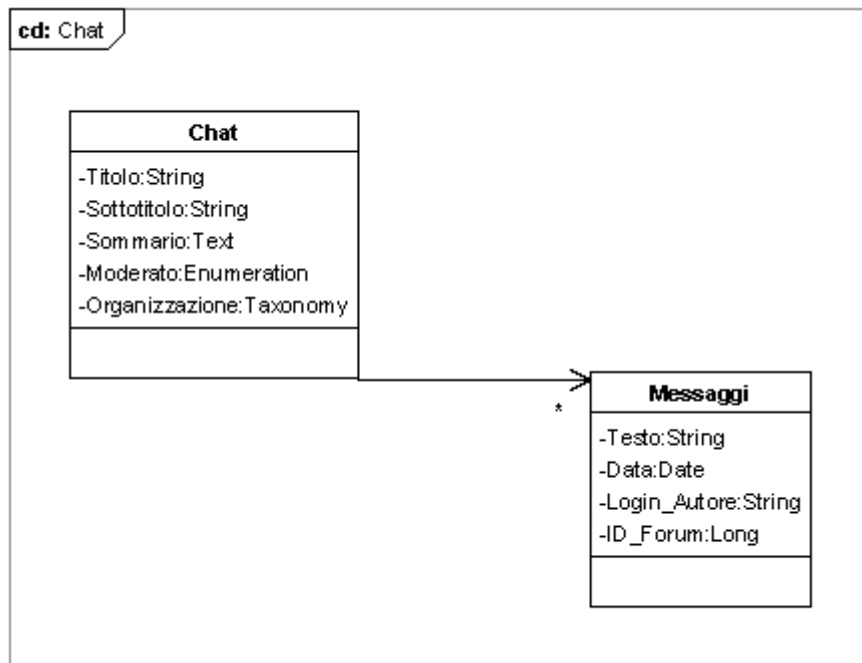 cd: Chat
Chat
-Titolo:String
-Sottotitolo:String
-Sommario:Text
-Moderato:Enumeration
-Organizzazione:Taxonomy
*
Messaggi
-Testo:String
-Data:Date
-Login_Autore:String
-ID_Forum:Long